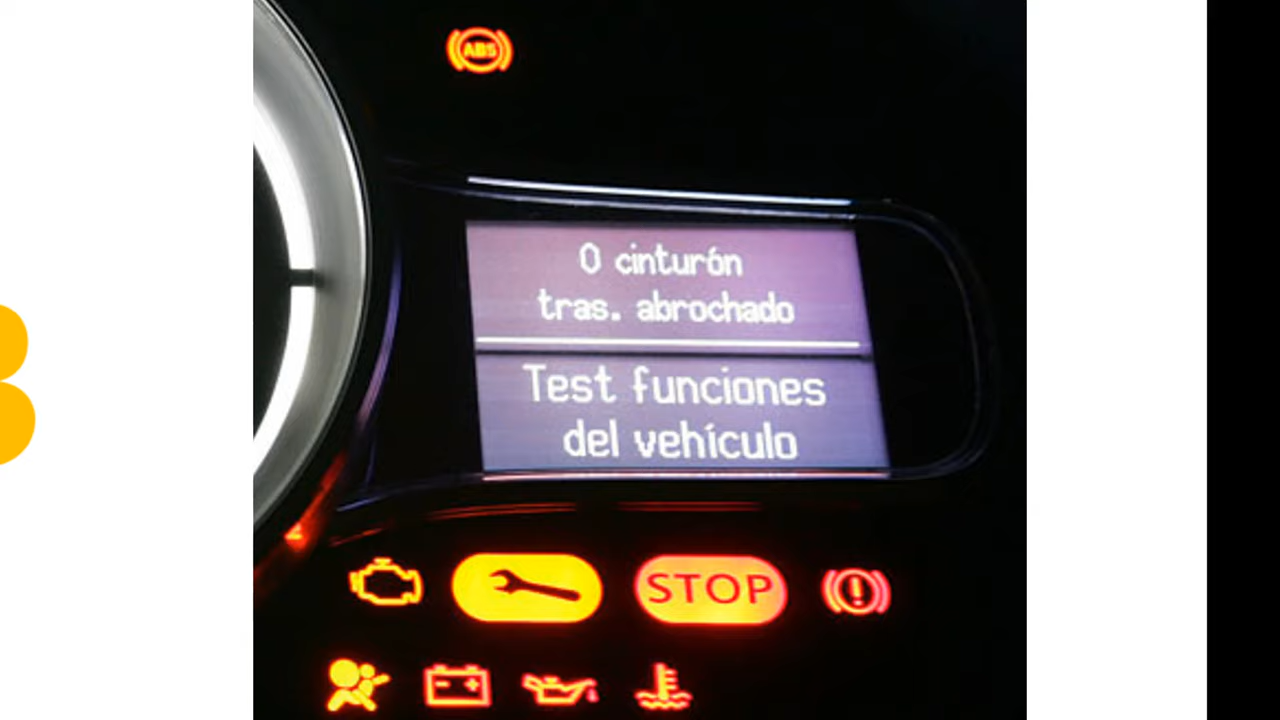 ABS
0 cinturón
tras. abrochado
Test funciones
del vehículo
STOP